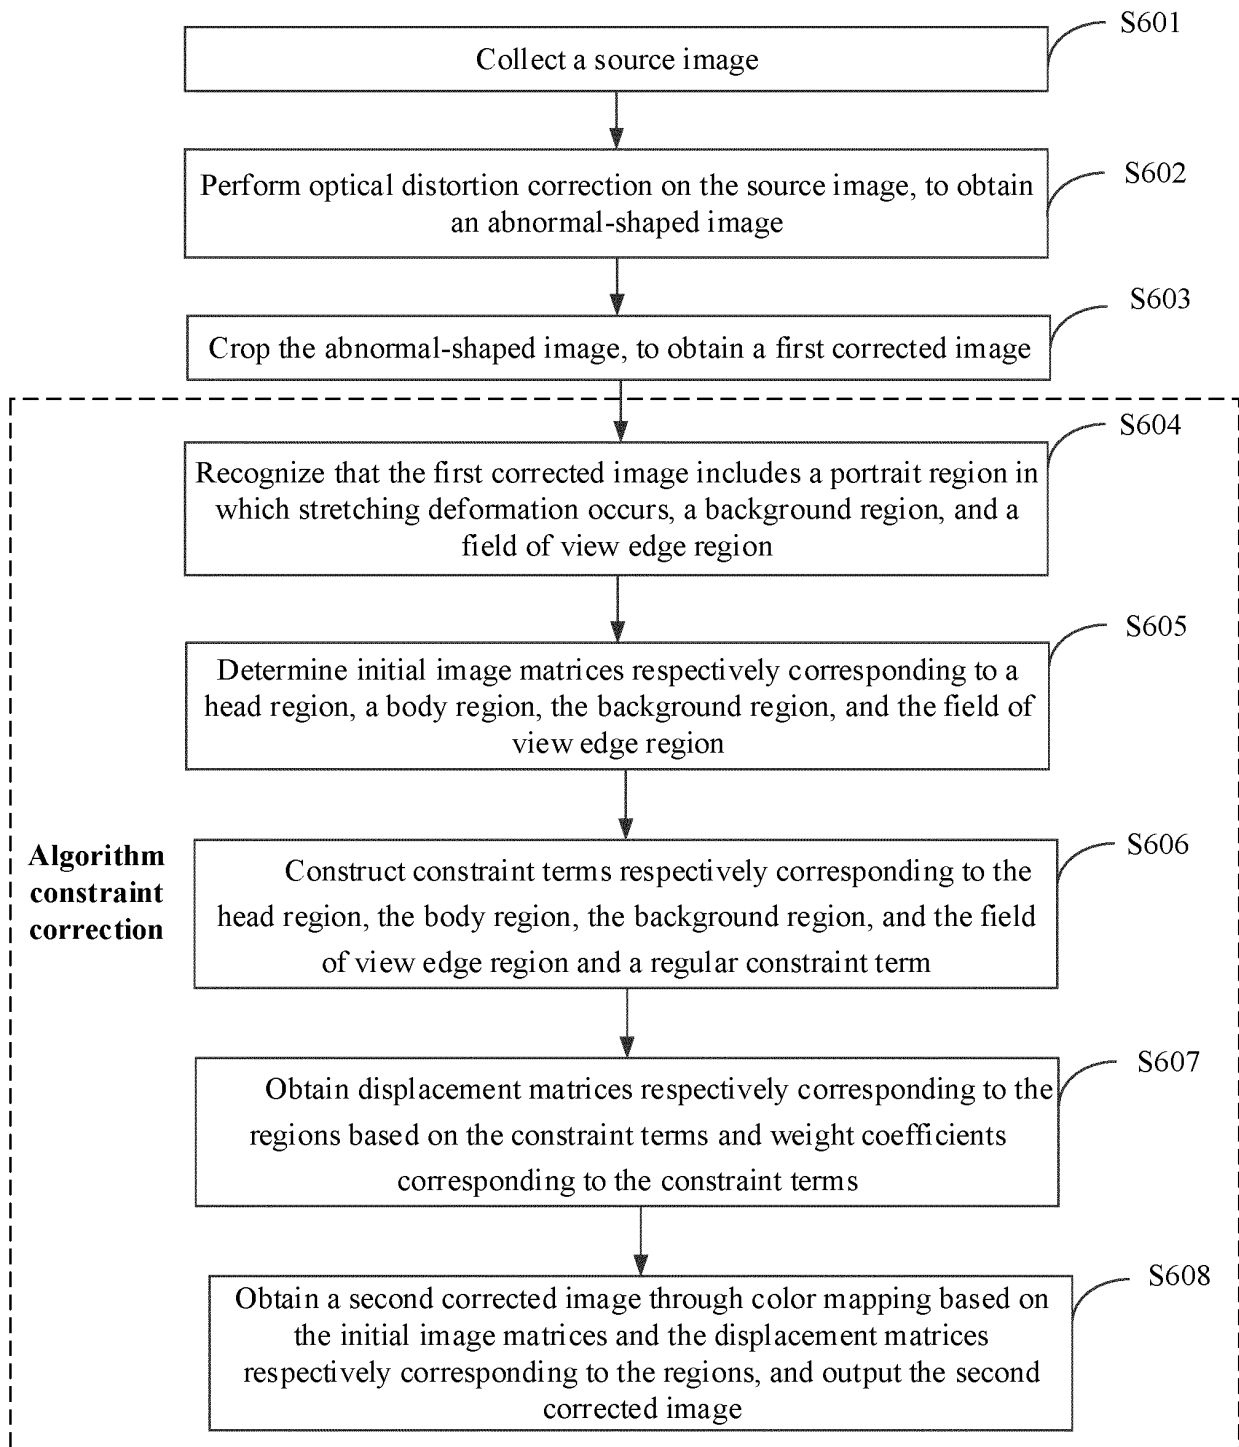 S601
Collect a source image
S602
Perform optical distortion correction on the source image, to obtain
an abnormal-shaped image
S603
Crop the abnormal-shaped image, to obtain a first corrected image
S604
Recognize that the first corrected image includes a portrait region in
which stretching deformation occurs, a background region, and a
field of view edge region
S605
Determine initial image matrices respectively corresponding to a
head region, a body region, the background region, and the field of
view edge region
Algorithm
constraint
correction
S606
Construct constraint terms respectively corresponding to the
head region, the body region, the background region, and the field
of view edge region and a regular constraint term
S607
Obtain displacement matrices respectively corresponding to the
regions based on the constraint terms and weight coefficients
corresponding to the constraint terms
S608
Obtain a second corrected image through color mapping based on
the initial image matrices and the displacement matrices
respectively corresponding to the regions, and output the second
corrected image